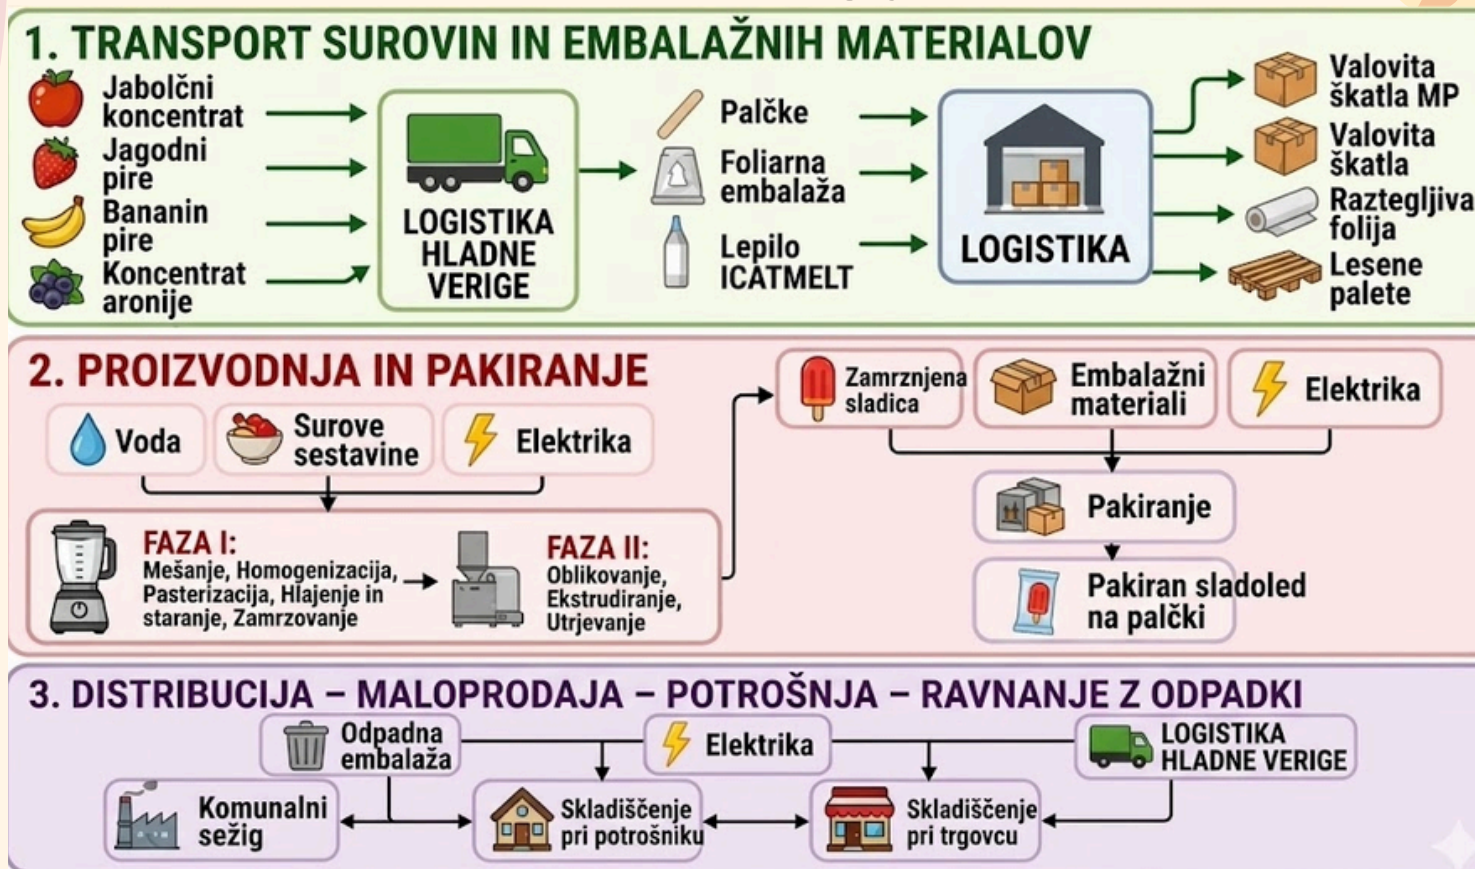 1. TRANSPORT SUROVIN IN EMBALAŽNIH MATERIALOV
Jabolčni
koncentrat
Jagodni
pire
Bananin
pire
Koncentrat
aronije
LOGISTIKA
HLADNE
VERIGE
Palčke
Foliarna
embalaža
Lepilo
ICATMELT
LOGISTIKA
Valovita
škatla MP
Valovita
škatla
Raztegljiva
folija
Lesene
palete
2. PROIZVODNJA IN PAKIRANJE
Voda
Surove
sestavine
Elektrika
FAZA I:
Mešanje, Homogenizacija,
Pasterizacija, Hlajenje in
staranje, Zamrzovanje
FAZA II:
Oblikovanje,
Ekstrudiranje,
Utrjevanje
Zamrznjena
sladica
Embalažni
materiali
Elektrika
Pakiranje
Pakiran sladoled
na palčki
3. DISTRIBUCIJA – MALOPRODAJA – POTROŠNJA – RAVNANJE Z ODPADKI
Odpadna
embalaža
Elektrika
LOGISTIKA
HLADNE VERIGE
Komunalni
sežig
Skladiščenje
pri potrošniku
Skladiščenje
pri trgovcu